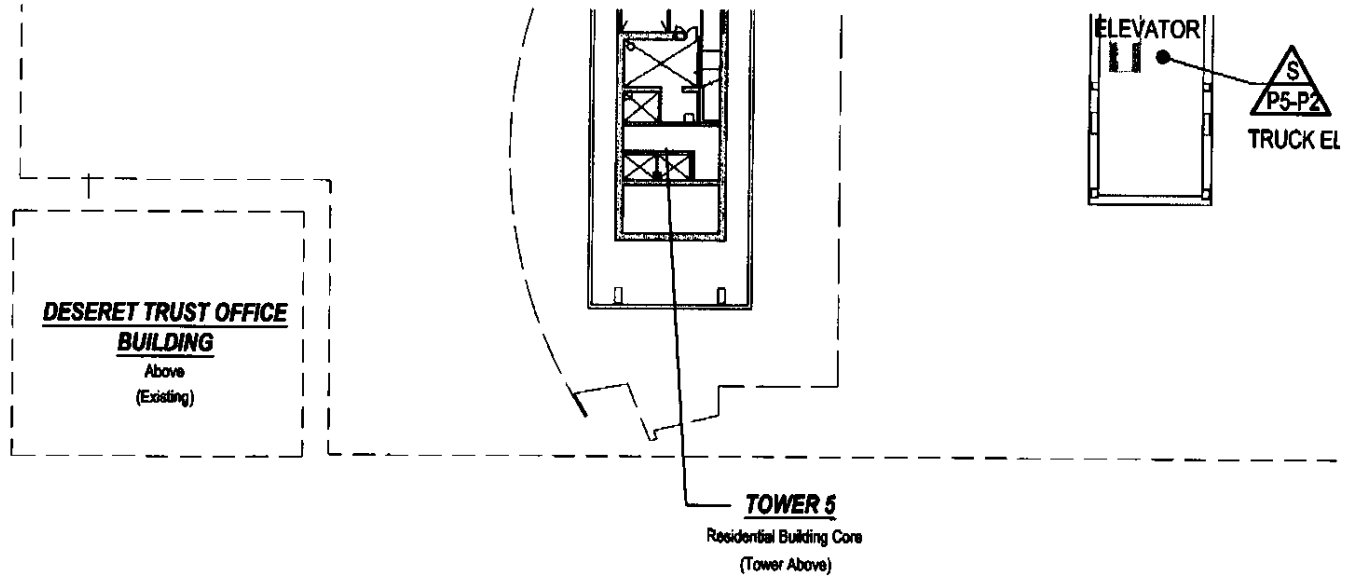 ELEVATOR
S
P5-P2
TRUCK EL
DESERET TRUST OFFICE
BUILDING
Above
(Existing)
TOWER 5
Residential Building Core
(Tower Above)